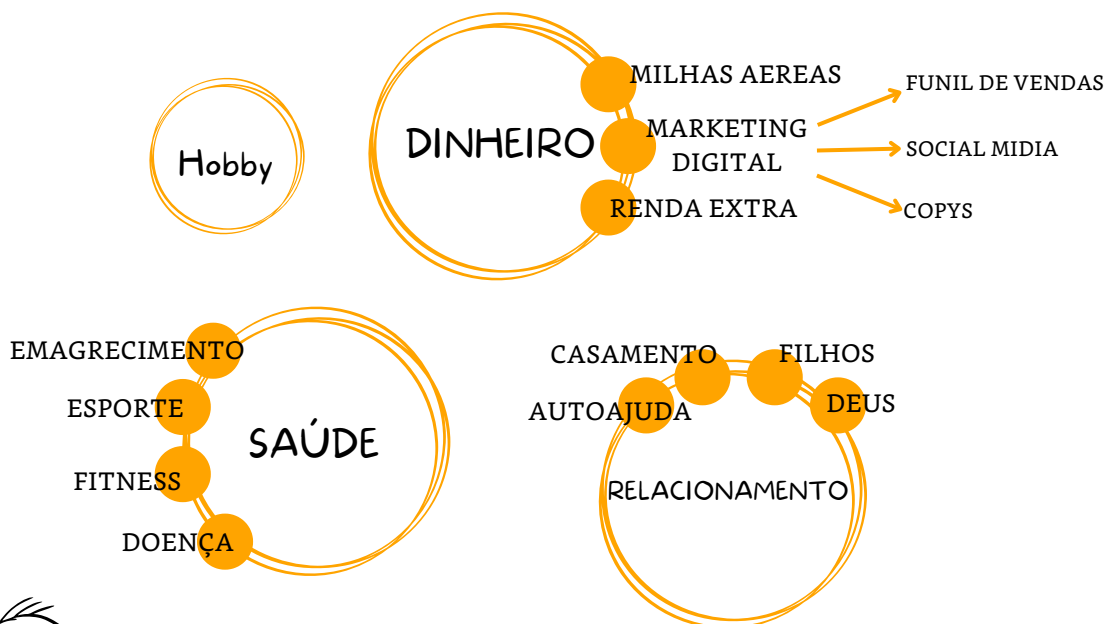 Hobby
DINHEIRO
MILHAS AEREAS
MARKETING
DIGITAL
RENDA EXTRA
FUNIL DE VENDAS
SOCIAL MIDIA
COPYS
EMAGRECIMENTO
ESPORTE
FITNESS
DOENÇA
SAÚDE
CASAMENTO
FILHOS
AUTOAJUDA
DEUS
RELACIONAMENTO